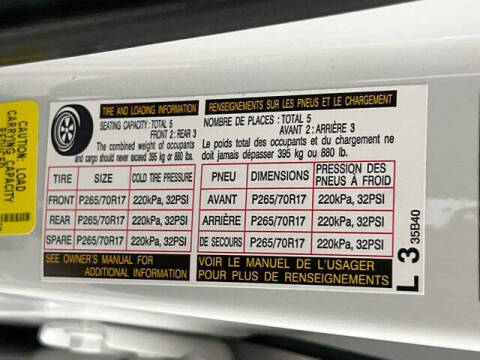 CAUTION: LOAD
CARRYING CAPACITY
REDUCED
TIRE AND LOADING INFORMATION
SEATING CAPACITY:TOTAL 5
FRONT 2 : REAR 3
The combined weight of occupants
and cargo should never exceed 395 kg or 880 lb.
TIRE SIZE COLD TIRE PRESSURE
FRONT P265/70R17 220kPa, 32PSI
REAR P265/70R17 220kPa, 32PSI
SPARE P265/70R17 220kPa, 32PSI
SEE OWNER'S MANUAL FOR
ADDITIONAL INFORMATION
RENSEIGNEMENTS SUR LES PNEUS ET LE CHARGEMENT
NOMBRE DE PLACES : TOTAL 5
AVANT 2 : ARRIÈRE 3
Le poids total des occupants et du chargement ne
doit jamais dépasser 395 kg or 880 lb.
PNEU DIMENSIONS PRESSION DES
PNEUS À FROID
AVANT P265/70R17 220kPa, 32PSI
ARRIÈRE P265/70R17 220kPa, 32PSI
DE SECOURS P265/70R17 220kPa, 32PSI
VOIR LE MANUEL DE L'USAGER
POUR PLUS DE RENSEIGNEMENTS
L 3
35B40